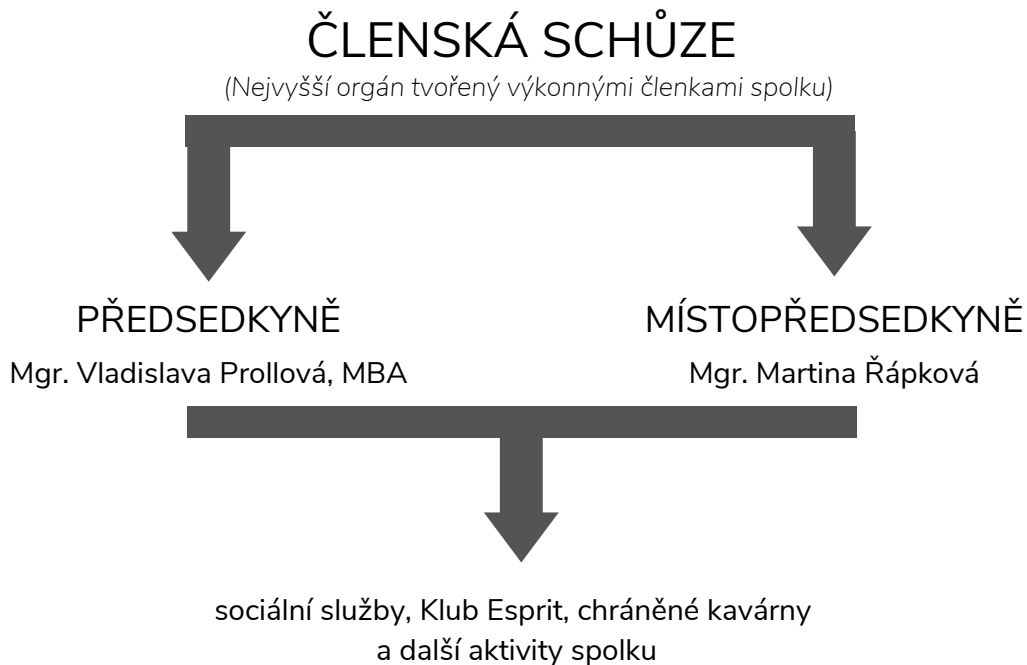 ČLENSKÁ SCHŮZE
(Nejvyšší orgán tvořený výkonnými členkami spolku)
PŘEDSEDKYNĚ
Mgr. Vladislava Prollová, MBA
MÍSTOPŘEDSEDKYNĚ
Mgr. Martina Řápková
sociální služby, Klub Esprit, chráněné kavárny
a další aktivity spolku